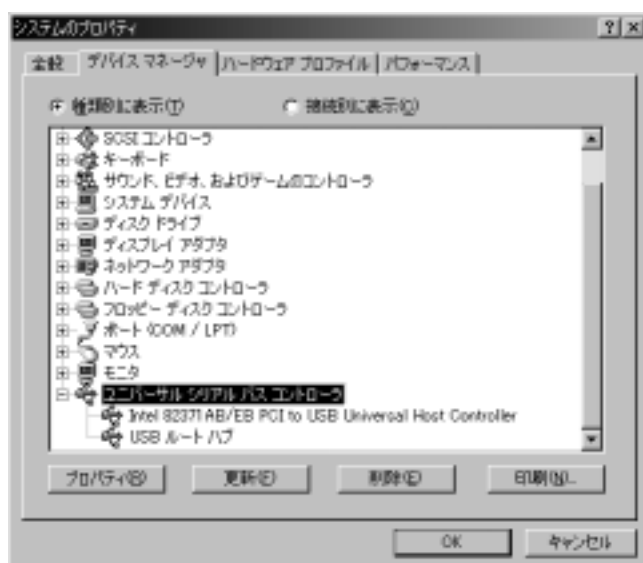 システムのプロパティ
全般 デバイス マネージャ ハードウェア プロファイル パフォーマンス
種類別に表示(T) 接続別に表示(C)
SCSI コントローラ
キーボード
サウンド、ビデオ、およびゲームのコントローラ
システム デバイス
ディスク ドライブ
ディスプレイ アダプタ
ネットワーク アダプタ
ハード ディスク コントローラ
フロッピー ディスク コントローラ
ポート (COM / LPT)
マウス
モニタ
ユニバーサル シリアル バス コントローラ
Intel 82371AB/EB PCI to USB Universal Host Controller
USB ルート ハブ
プロパティ(R) 更新(F) 削除(E) 印刷(N)...
OK キャンセル